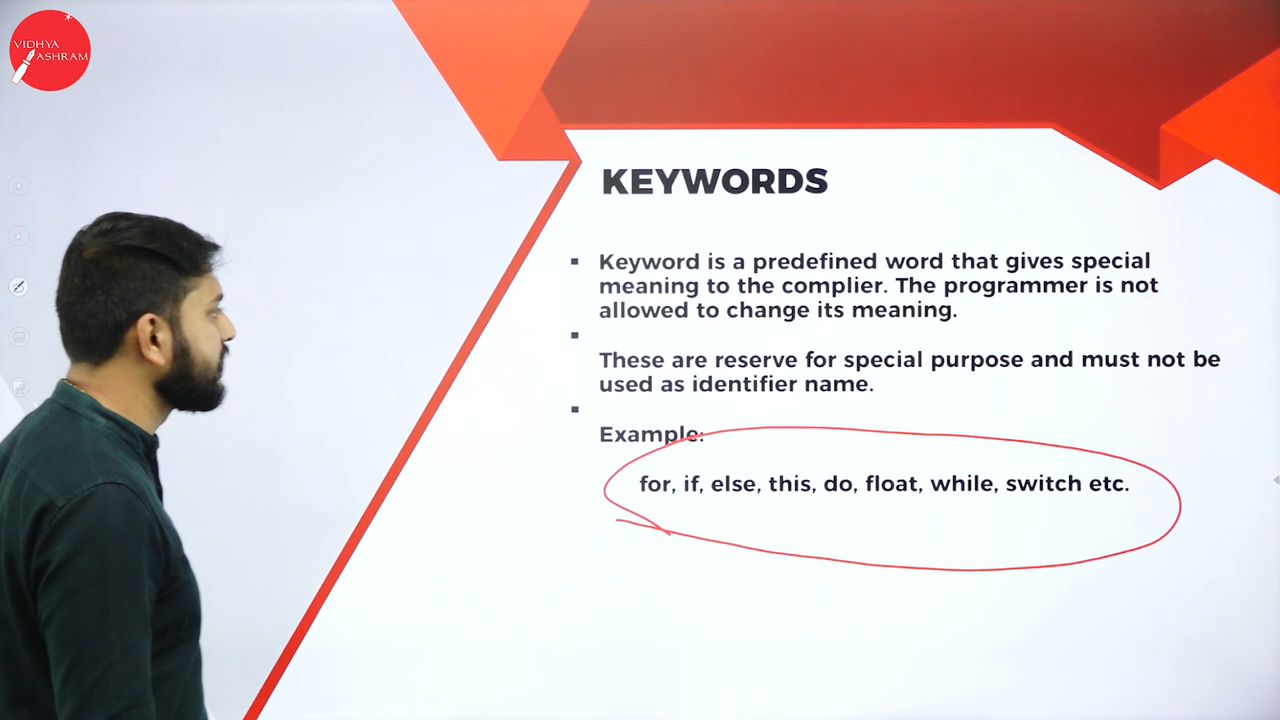 VIDHYA
ASHRAM
KEYWORDS
▪ Keyword is a predefined word that gives special
meaning to the complier. The programmer is not
allowed to change its meaning.
▪
These are reserve for special purpose and must not be
used as identifier name.
▪
Example:
for, if, else, this, do, float, while, switch etc.